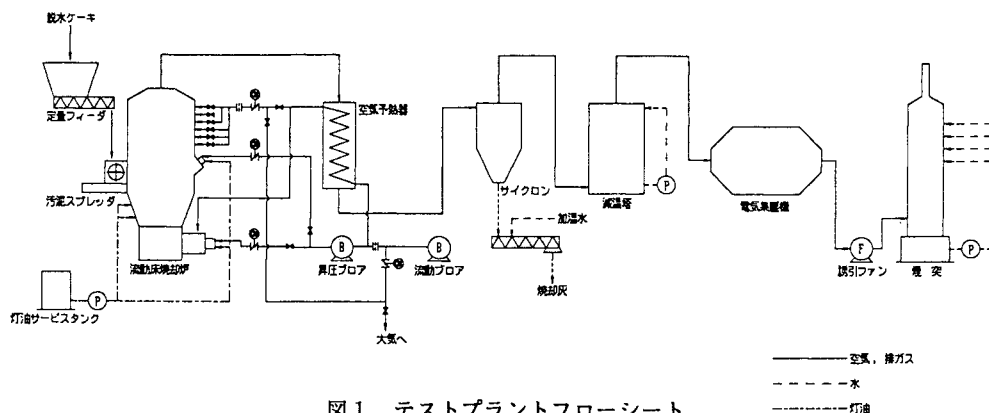 脱水ケーキ
定量フィーダ
汚泥スプレッダ
流動床焼却炉
灯油サービスタンク
P
空気予熱器
B
昇圧ブロア
B
流動ブロア
大気へ
サイクロン
加湿水
焼却灰
減温塔
P
電気集塵機
F
誘引ファン
煙 突
P
空気，排ガス
水
灯油
図1 テストプラントフローシート